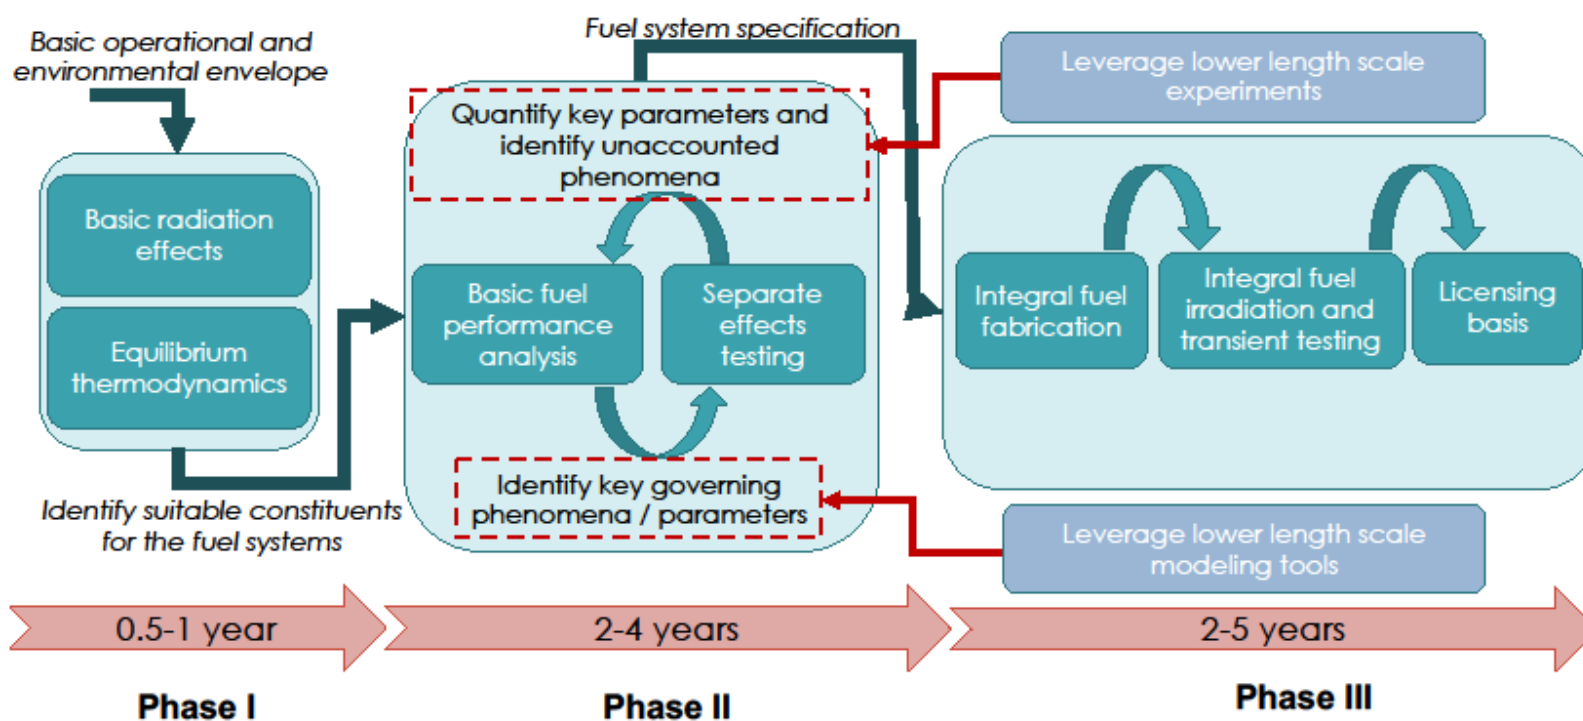 Basic operational and
environmental envelope
Basic radiation
effects
Equilibrium
thermodynamics
Identify suitable constituents
for the fuel systems
Fuel system specification
Quantify key parameters and
identify unaccounted
phenomena
Basic fuel
performance
analysis
Separate
effects
testing
Identify key governing
phenomena / parameters
Leverage lower length scale
experiments
Integral fuel
fabrication
Integral fuel
irradiation and
transient testing
Licensing
basis
Leverage lower length scale
modeling tools
0.5-1 year
2-4 years
2-5 years
Phase I
Phase II
Phase III